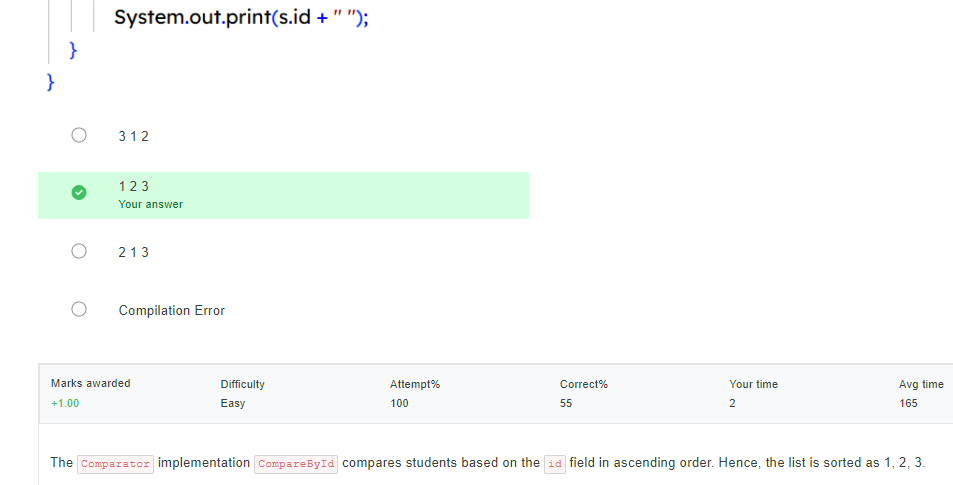 System.out.print(s.id + " ");
}
}
3 1 2
1 2 3
Your answer
2 1 3
Compilation Error
Marks awarded Difficulty Attempt% Correct% Your time Avg time
+1.00 Easy 100 55 2 165
The Comparator implementation CompareById compares students based on the id field in ascending order. Hence, the list is sorted as 1, 2, 3.